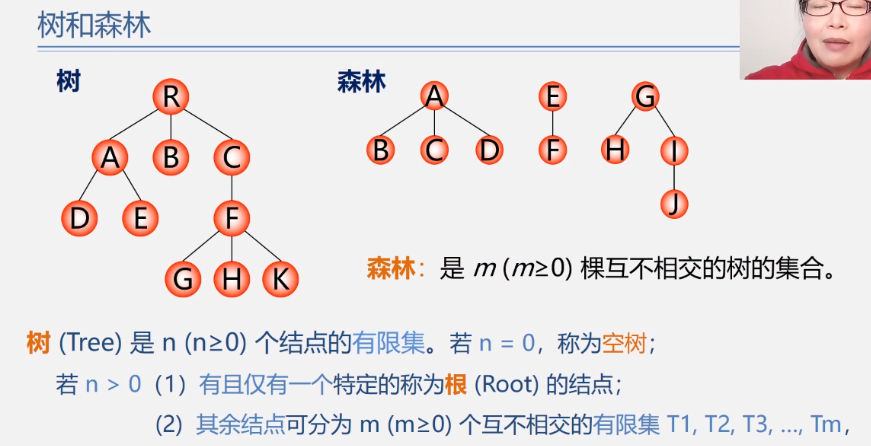 树和森林
树
森林
R
A B C
D E
F
G H K
A
B C D
E
F
G
H I
J
森林：是 m (m≥0) 棵互不相交的树的集合。
树 (Tree) 是 n (n≥0) 个结点的有限集。若 n = 0，称为空树；
若 n > 0（1）有且仅有一个特定的称为根 (Root) 的结点；
(2) 其余结点可分为 m (m≥0) 个互不相交的有限集 T1, T2, T3, …, Tm，